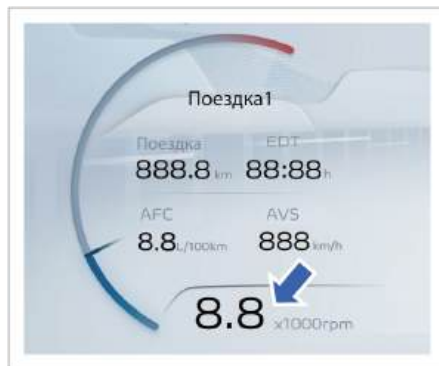 Поездка1
Поездка EDT
888.8 km 88:88 h
AFC AVS
8.8 L/100km 888 km/h
8.8 x1000rpm